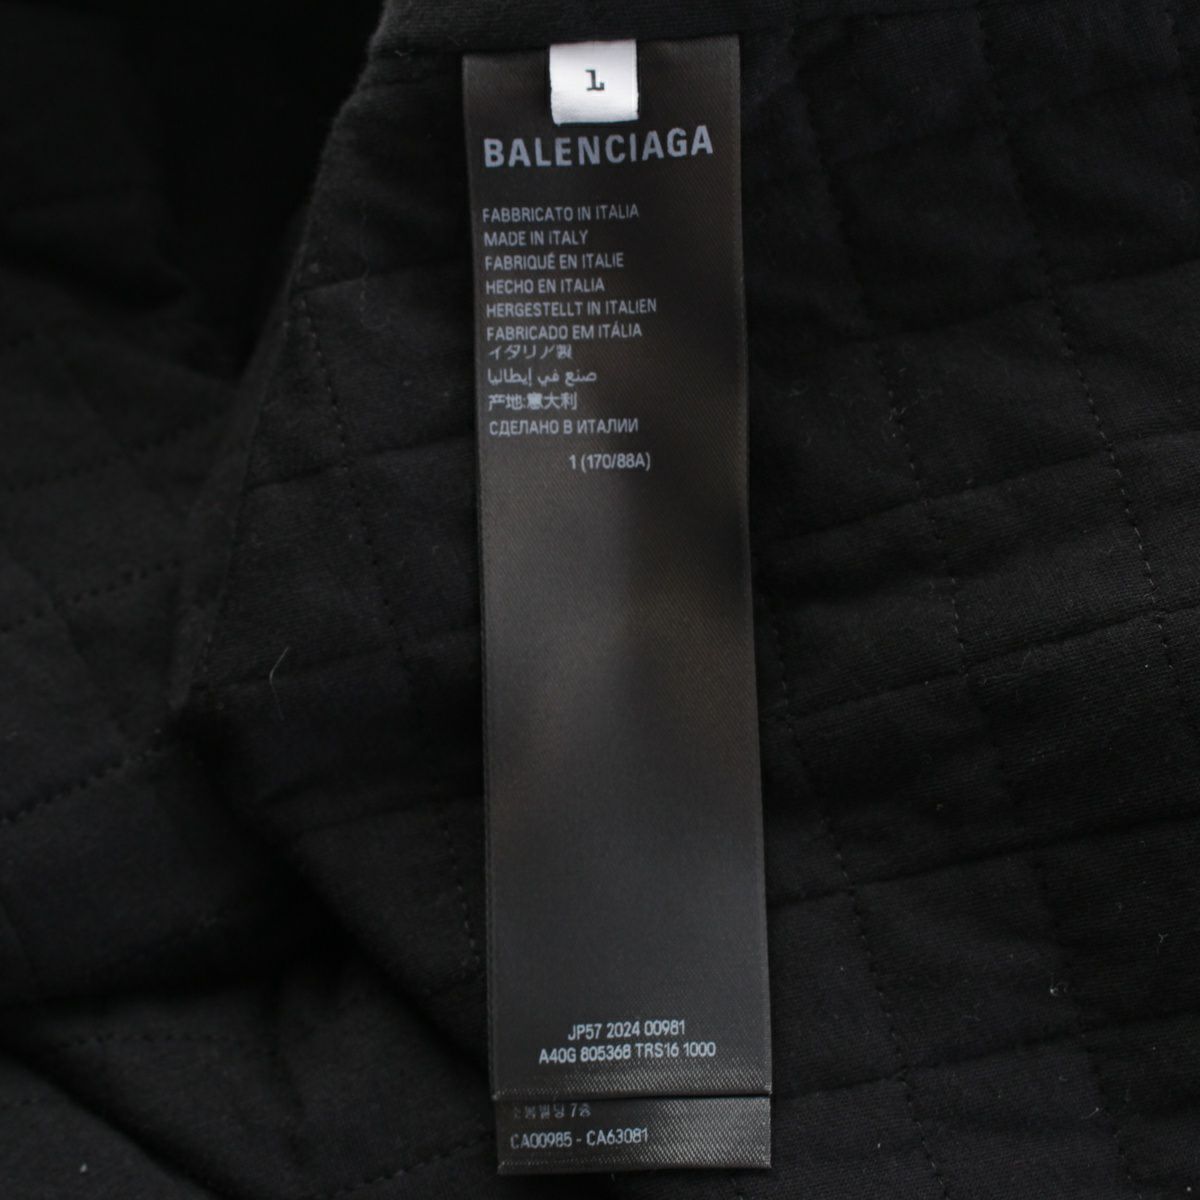 1
BALENCIAGA
FABBRICATO IN ITALIA
MADE IN ITALY
FABRIQUÉ EN ITALIE
HECHO EN ITALIA
HERGESTELLT IN ITALIEN
FABRICADO EM ITÁLIA
イタリア製
صنع في إيطاليا
产地:意大利
СДЕЛАНО В ИТАЛИИ
1 (170/88A)
JP57 2024 00981
A40G 805368 TRS16 1000
7층
CA00985 - CA63081